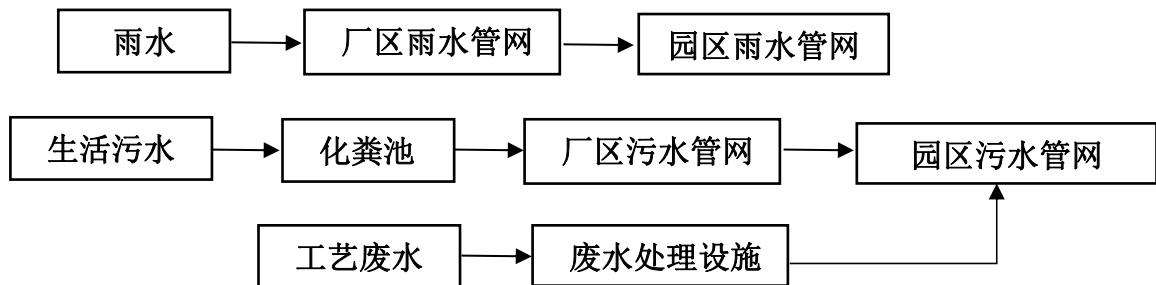 雨水 厂区雨水管网 园区雨水管网
生活污水 化粪池 厂区污水管网 园区污水管网
工艺废水 废水处理设施